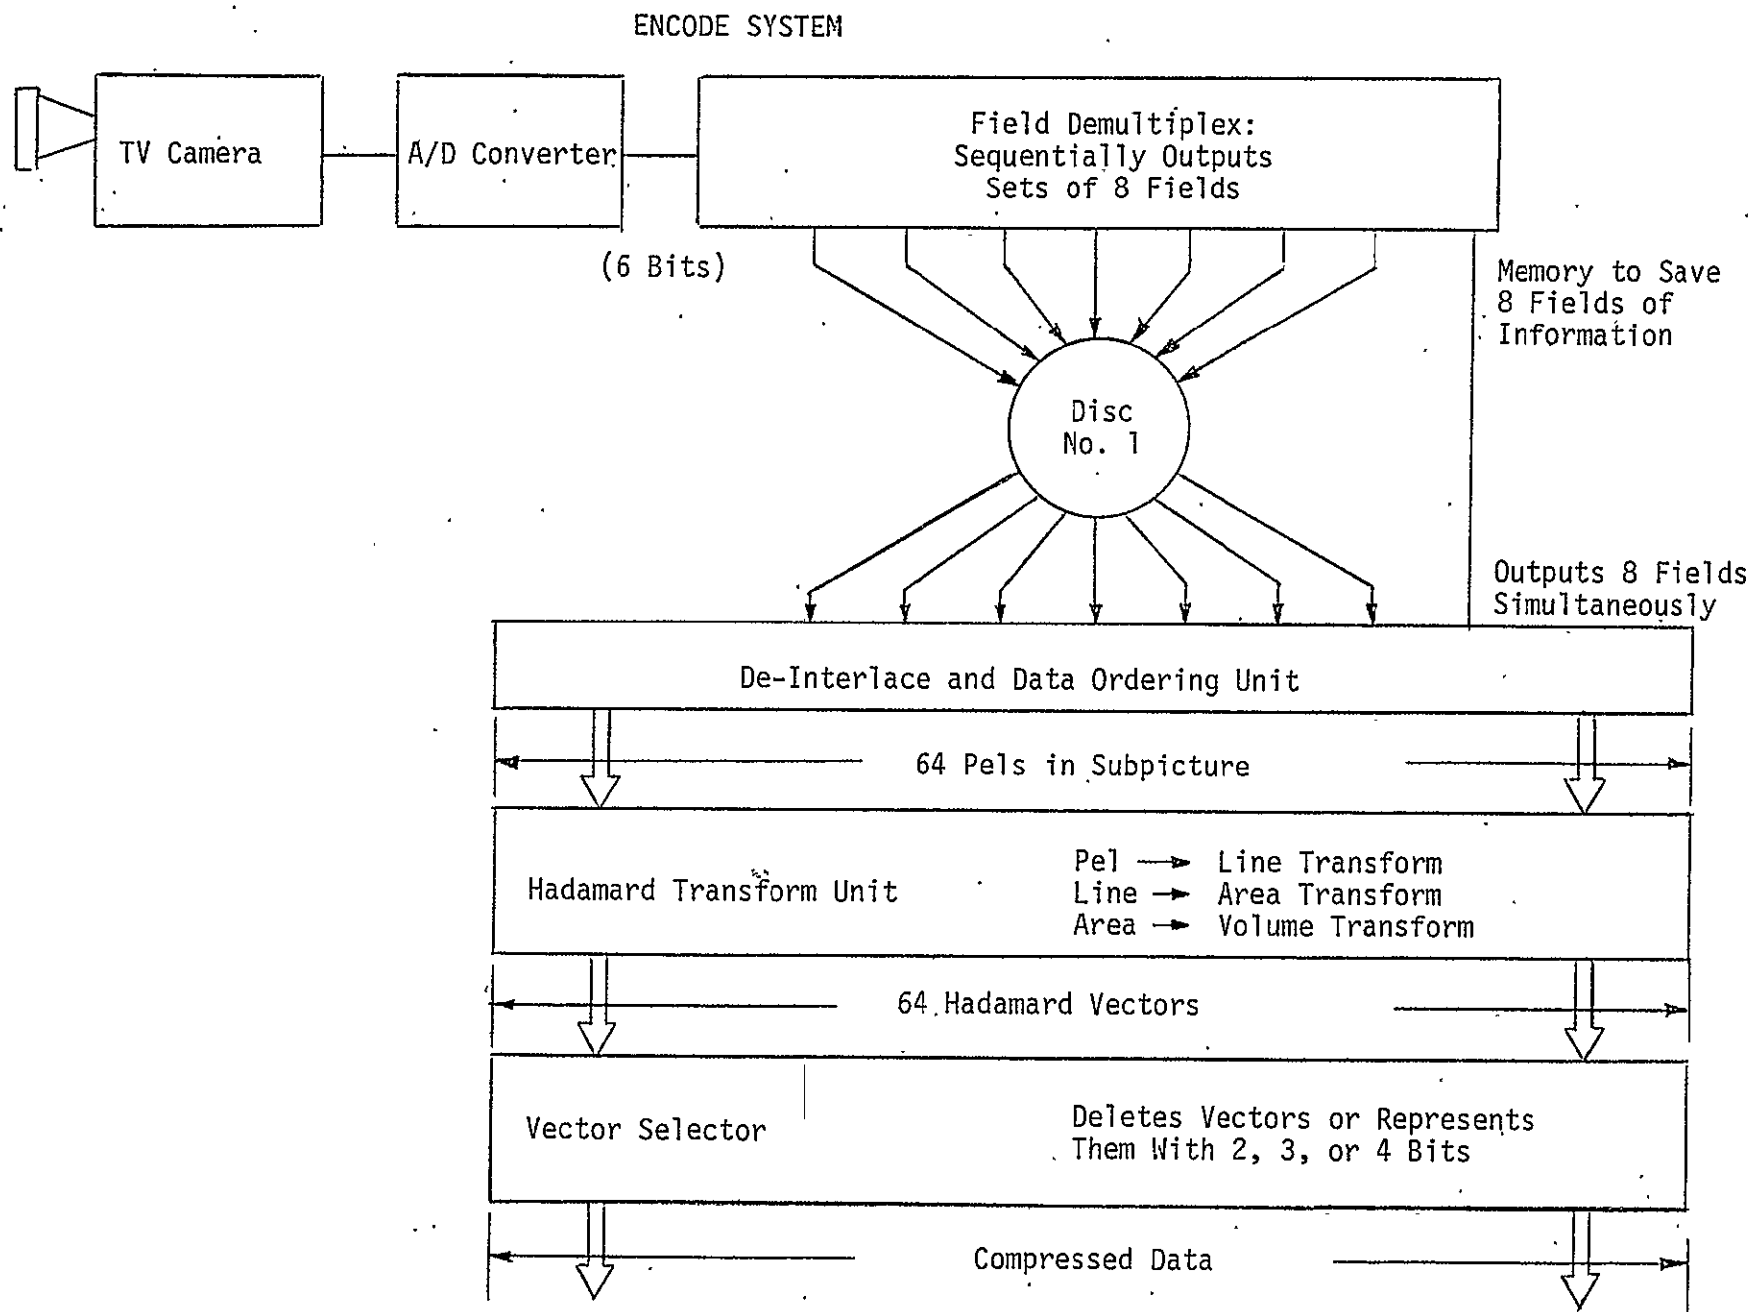 ENCODE SYSTEM
TV Camera
A/D Converter
Field Demultiplex:
Sequentially Outputs
Sets of 8 Fields
(6 Bits)
Memory to Save
8 Fields of
Information
Disc
No. 1
Outputs 8 Fields
Simultaneously
De-Interlace and Data Ordering Unit
64 Pels in Subpicture
Hadamard Transform Unit
Pel → Line Transform
Line → Area Transform
Area → Volume Transform
64 Hadamard Vectors
Vector Selector
Deletes Vectors or Represents
Them With 2, 3, or 4 Bits
Compressed Data